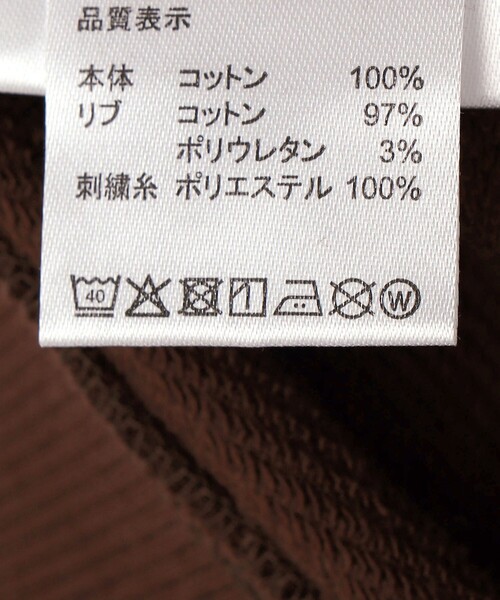 品質表示
本体 コットン 100%
リブ コットン 97%
ポリウレタン 3%
刺繍糸 ポリエステル 100%
40 W